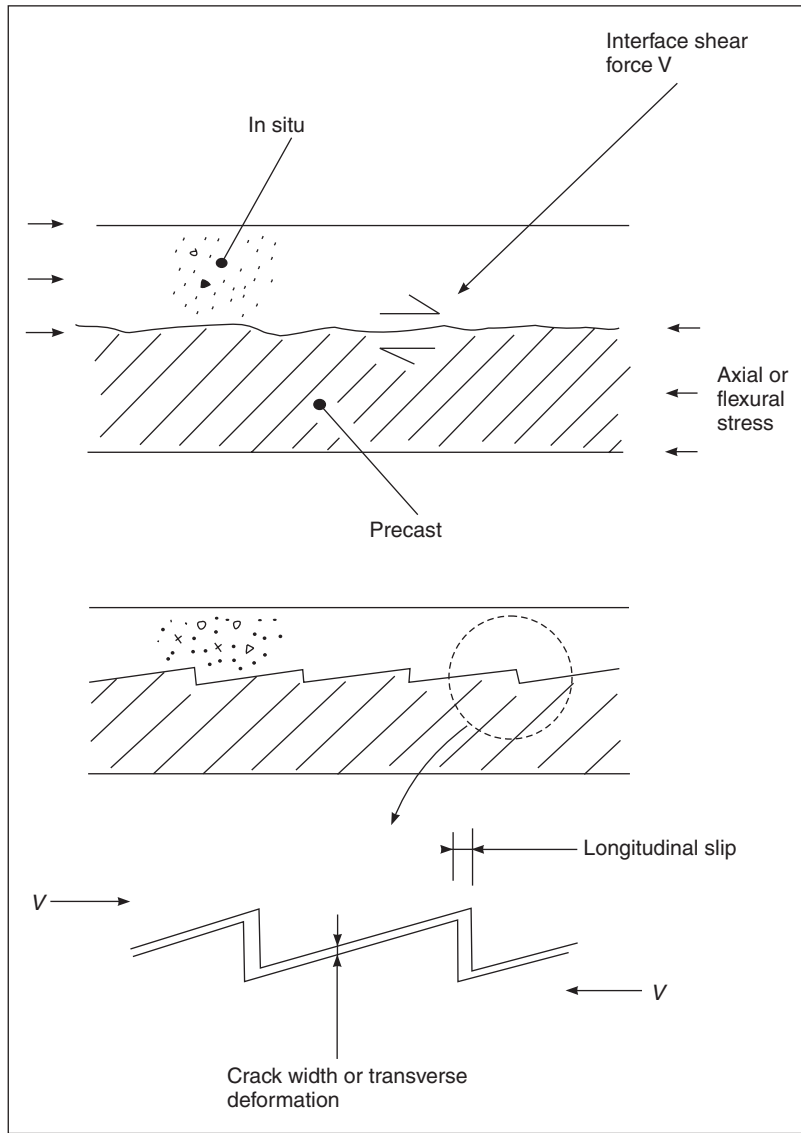 Interface shear
force V
In situ
Axial or
flexural
stress
Precast
Longitudinal slip
V
V
Crack width or transverse
deformation